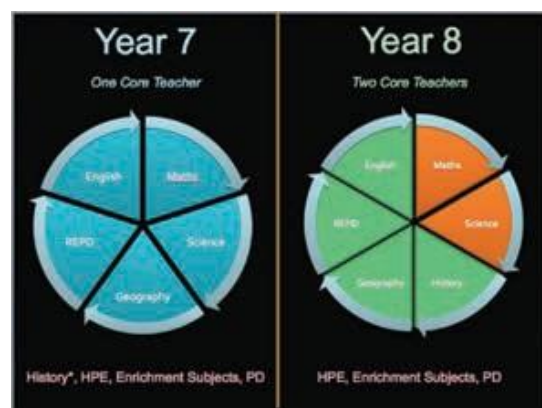 Year 7
One Core Teacher
English
Maths
REPD
Science
Geography
History*, HPE, Enrichment Subjects, PD
Year 8
Two Core Teachers
English
Maths
REPD
Science
Geography
History
HPE, Enrichment Subjects, PD